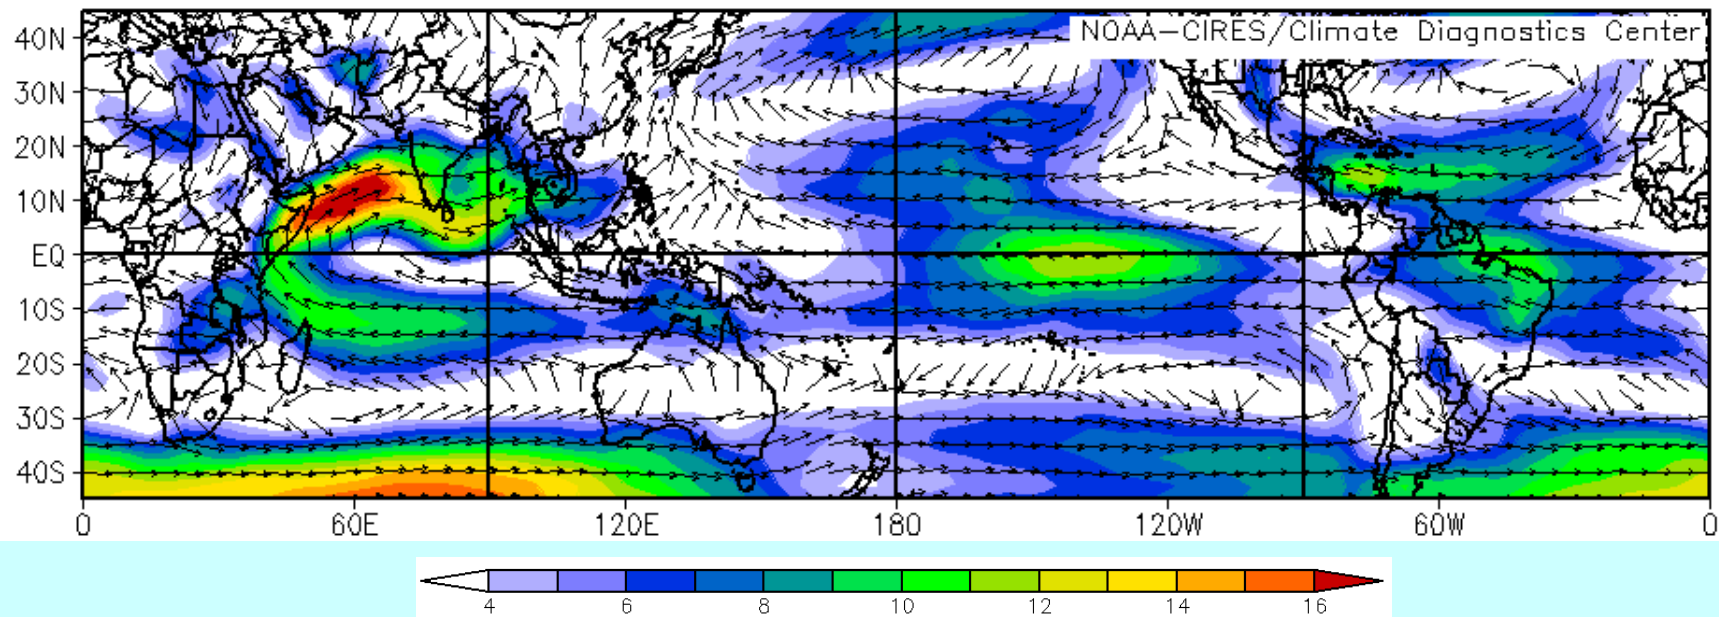 NOAA-CIRES/Climate Diagnostics Center
40N
30N
20N
10N
EQ
10S
20S
30S
40S
0 60E 120E 180 120W 60W 0
4 6 8 10 12 14 16